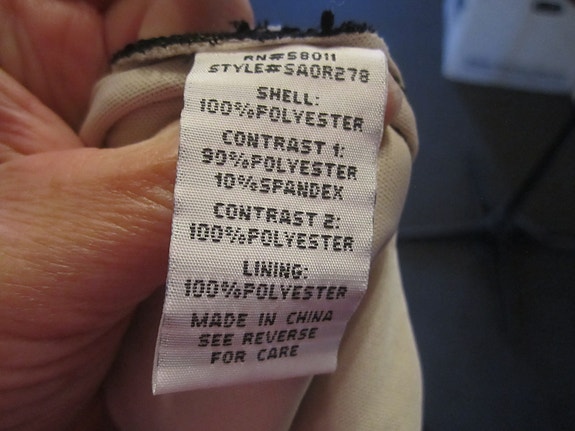 RN#58011
STYLE#SAOR278
SHELL:
100%POLYESTER
CONTRAST 1:
90%POLYESTER
10%SPANDEX
CONTRAST 2:
100%POLYESTER
LINING:
100%POLYESTER
MADE IN CHINA
SEE REVERSE
FOR CARE